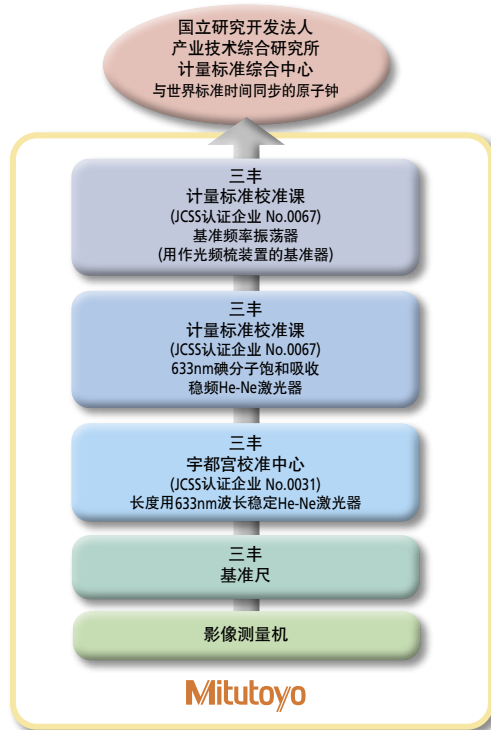 国立研究开发法人
产业技术综合研究所
计量标准综合中心
与世界标准时间同步的原子钟
三丰
计量标准校准课
(JCSS认证企业 No.0067)
基准频率振荡器
(用作光频梳装置的基准器)
三丰
计量标准校准课
(JCSS认证企业 No.0067)
633nm碘分子饱和吸收
稳频He-Ne激光器
三丰
宇都宫校准中心
(JCSS认证企业 No.0031)
长度用633nm波长稳定He-Ne激光器
三丰
基准尺
影像测量机
Mitutoyo